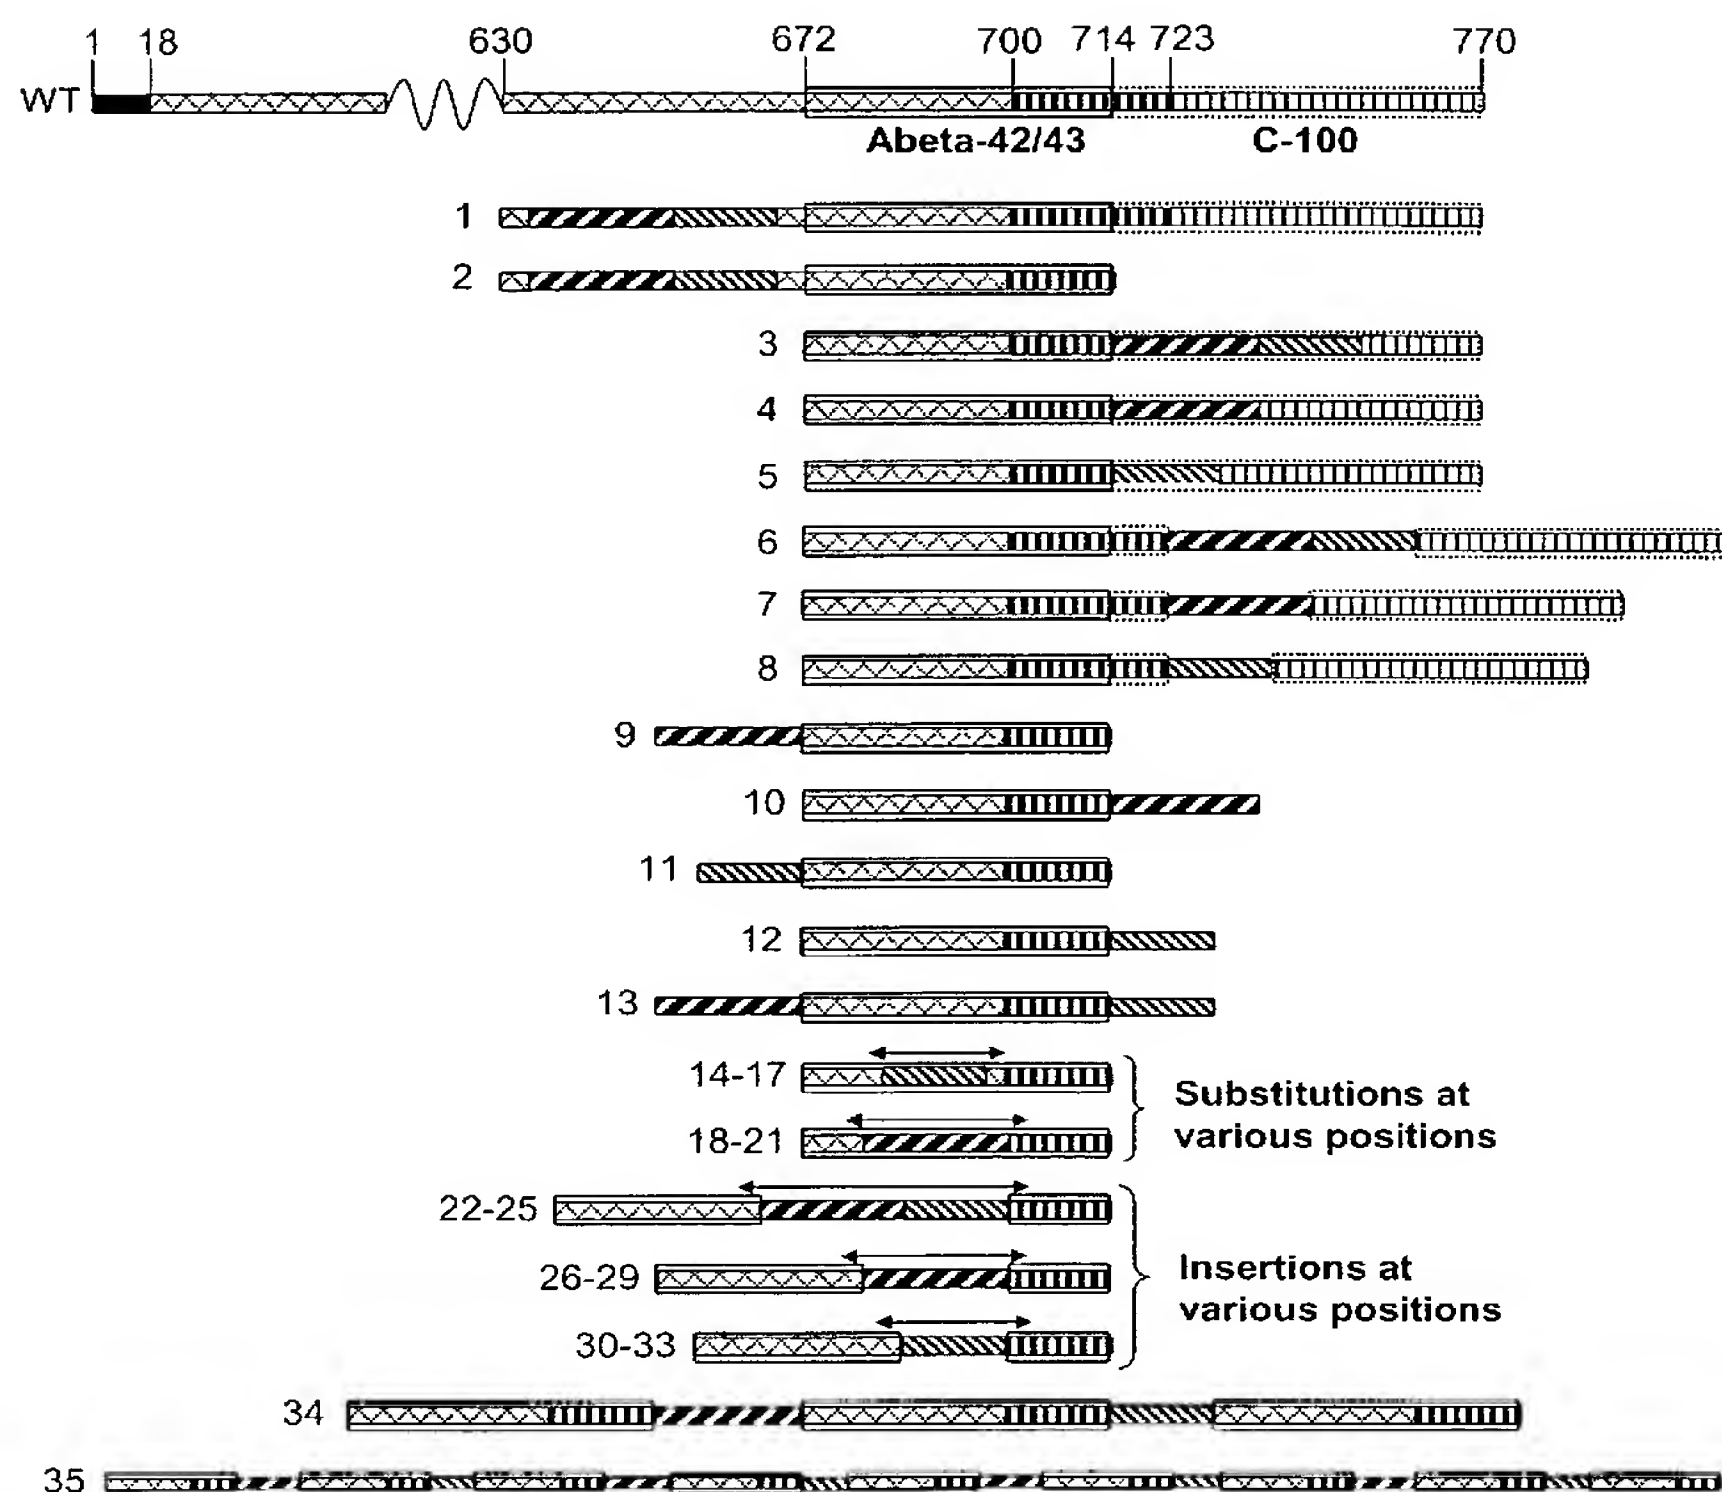 1 18 630 672 700 714 723 770
WT
Abeta-42/43 C-100
1
2
3
4
5
6
7
8
9
10
11
12
13
14-17
Substitutions at
various positions
18-21
22-25
26-29
Insertions at
various positions
30-33
34
35